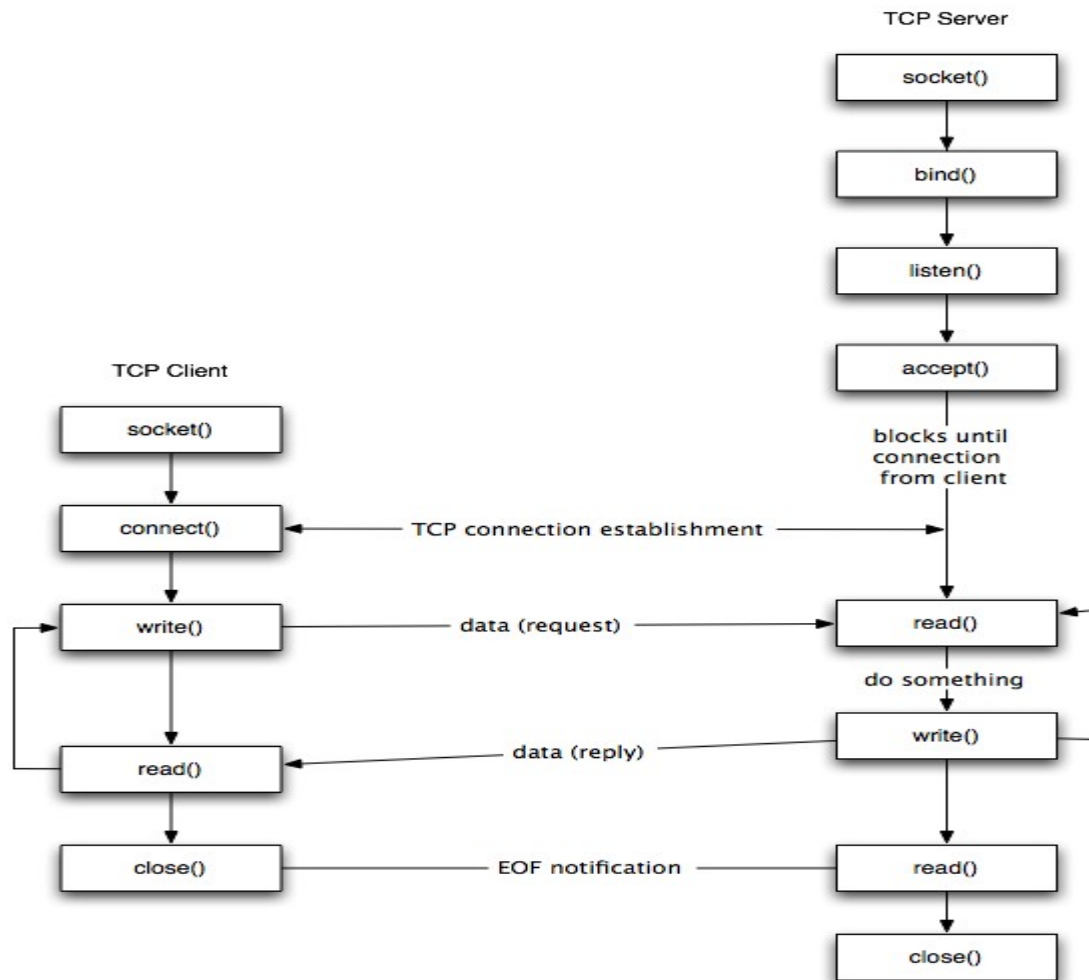 TCP Server
socket()
bind()
listen()
accept()
TCP Client
blocks until
connection
from client
socket()
connect()
TCP connection establishment
write()
data (request)
read()
do something
write()
data (reply)
read()
close()
EOF notification
read()
close()